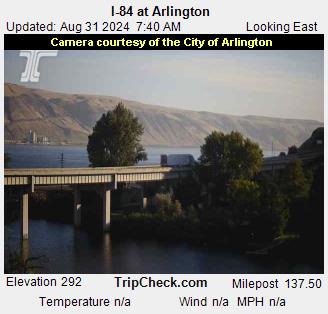 I-84 at Arlington
Updated: Aug 31 2024 7:40 AM Looking East
Camera courtesy of the City of Arlington
Elevation 292 TripCheck.com Milepost 137.50
Temperature n/a Wind n/a MPH n/a